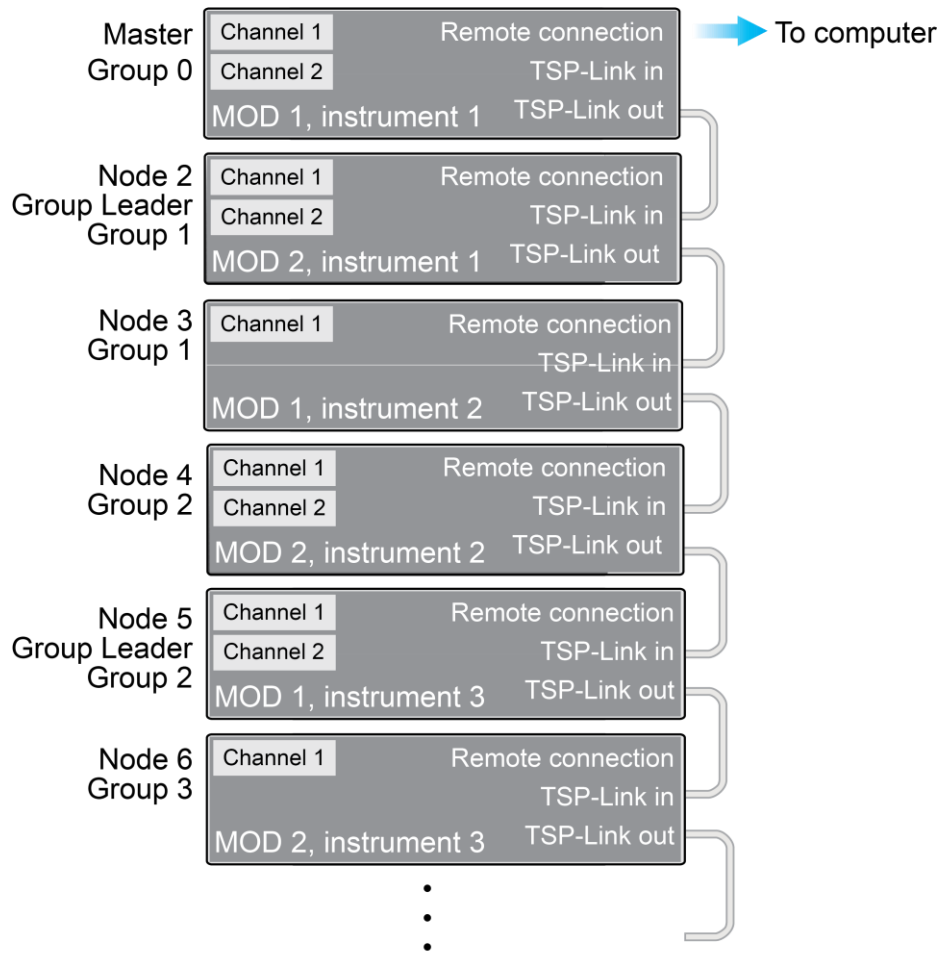 Master
Group 0
Channel 1
Channel 2
MOD 1, instrument 1
Remote connection
TSP-Link in
TSP-Link out
To computer
Node 2
Group Leader
Group 1
Channel 1
Channel 2
MOD 2, instrument 1
Remote connection
TSP-Link in
TSP-Link out
Node 3
Group 1
Channel 1
MOD 1, instrument 2
Remote connection
TSP-Link in
TSP-Link out
Node 4
Group 2
Channel 1
Channel 2
MOD 2, instrument 2
Remote connection
TSP-Link in
TSP-Link out
Node 5
Group Leader
Group 2
Channel 1
Channel 2
MOD 1, instrument 3
Remote connection
TSP-Link in
TSP-Link out
Node 6
Group 3
Channel 1
MOD 2, instrument 3
Remote connection
TSP-Link in
TSP-Link out